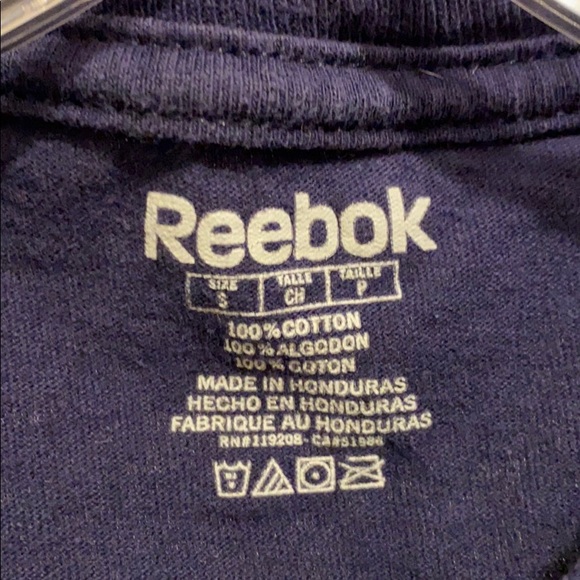 Reebok
SIZE TALLE TAILLE
S CH P
100% COTTON
100% ALGODON
100% COTON
MADE IN HONDURAS
HECHO EN HONDURAS
FABRIQUE AU HONDURAS
RN#119208 - CA#51986